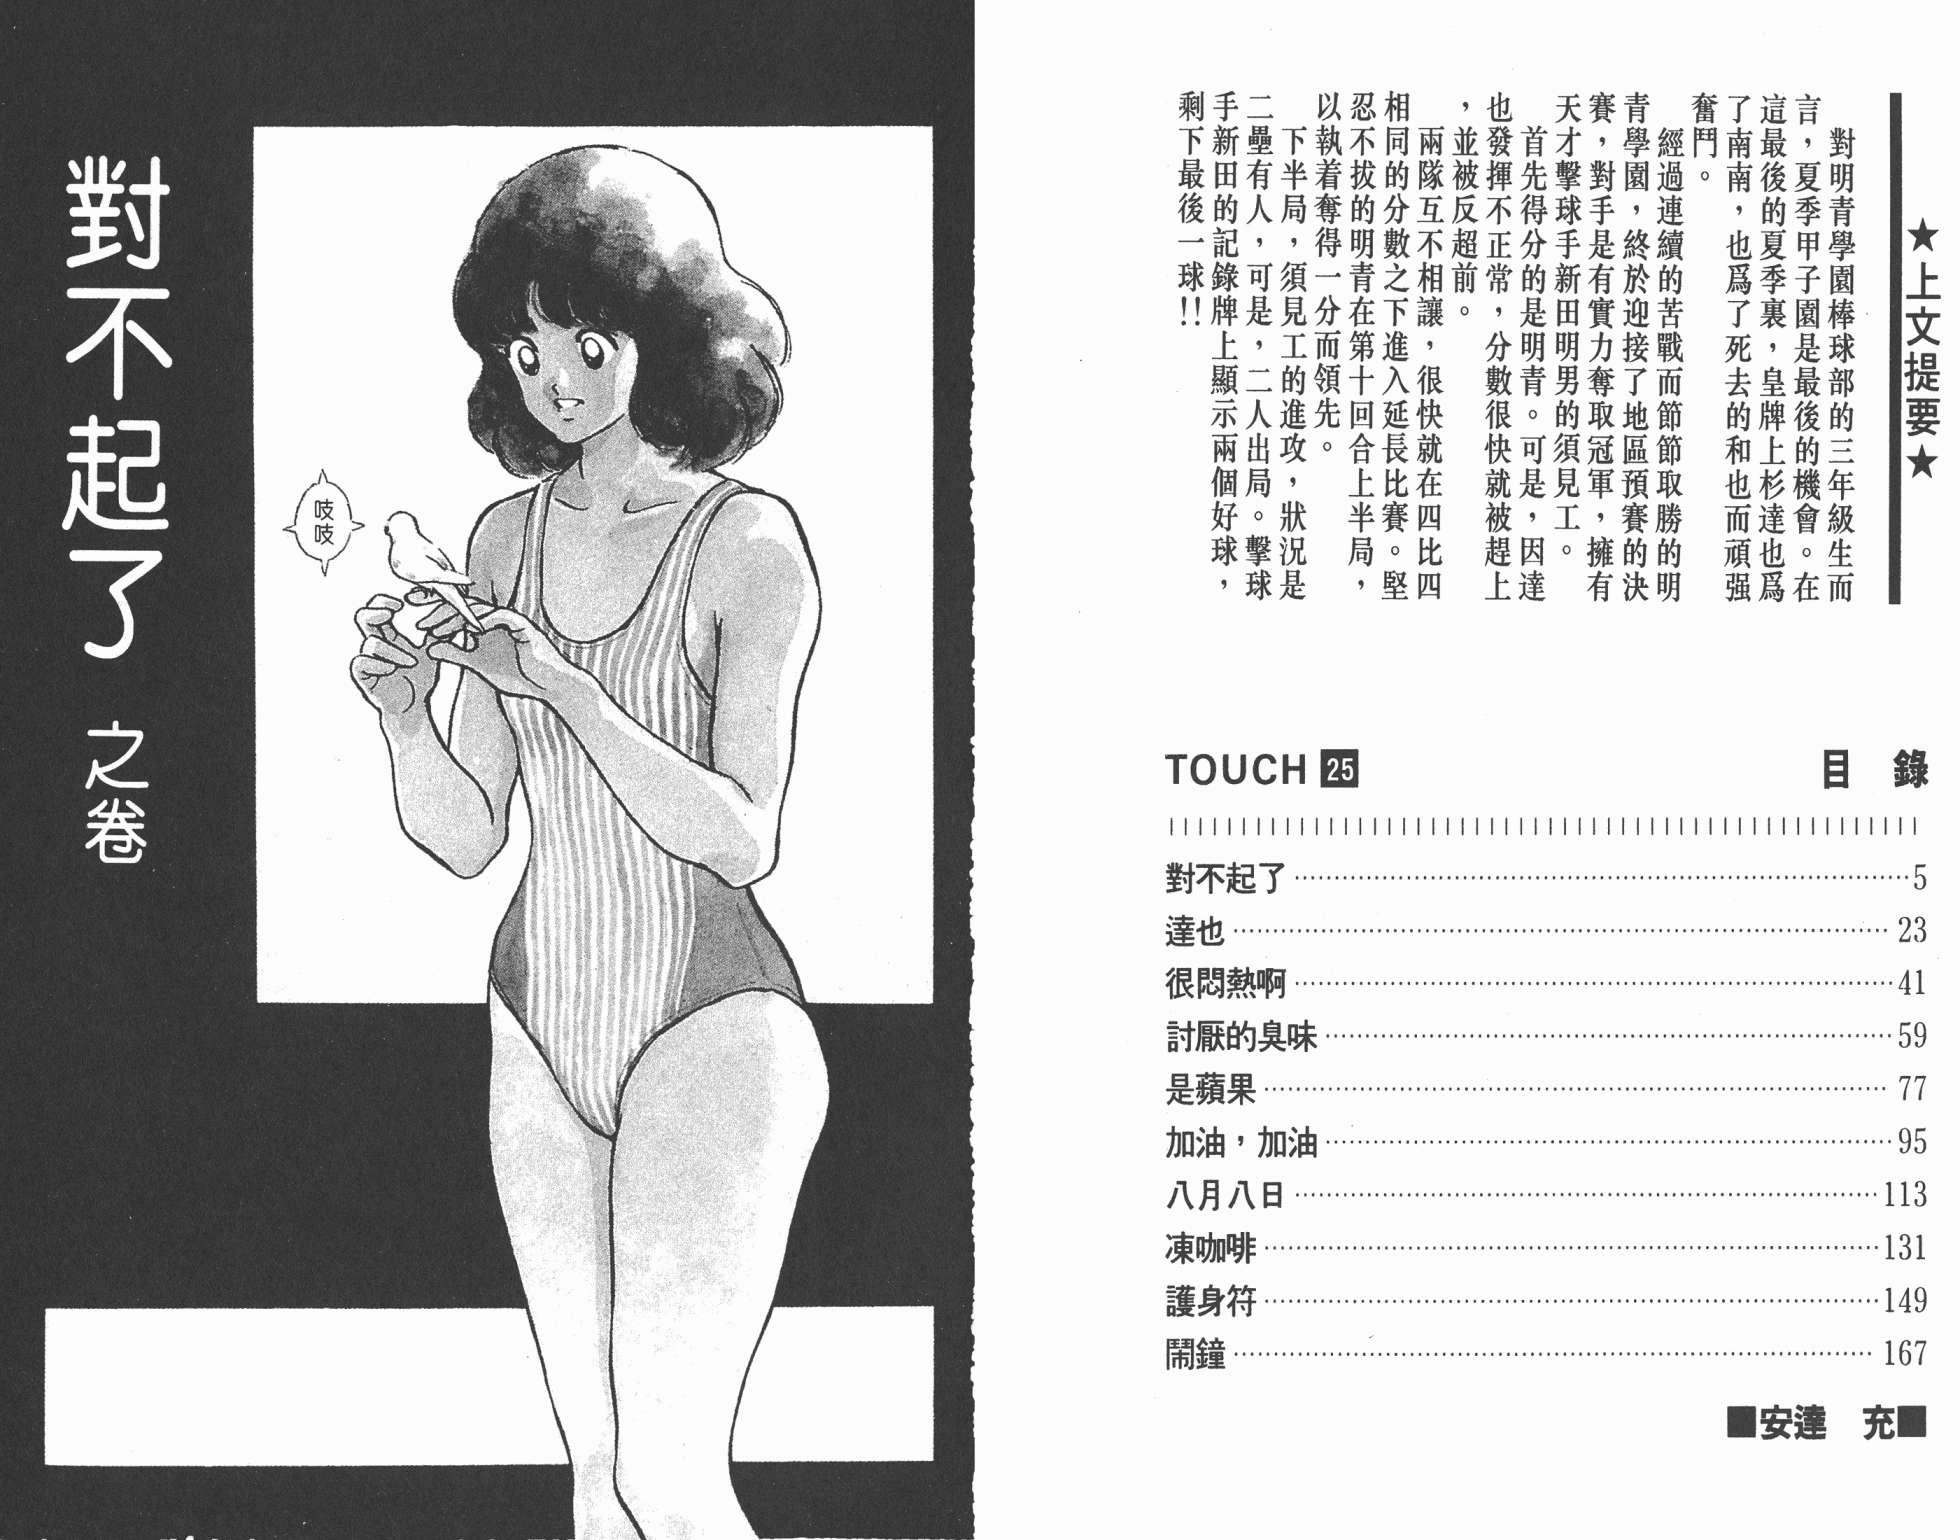 ★上文提要★
對明青學園棒球部的三年級生而
言，夏季甲子園是最後的機會。在
這最後的夏季裏，皇牌上杉達也爲
了南南，也爲了死去的和也而頑强
奮鬥。
經過連續的苦戰而節節取勝的明
青學園，終於迎接了地區預賽的決
賽，對手是有實力奪取冠軍，擁有
天才擊球手新田明男的須見工。
首先得分的是明青。可是，因達
也發揮不正常，分數很快就被趕上
，並被反超前。
兩隊互不相讓，很快就在四比四
相同的分數之下進入延長比賽。堅
忍不拔的明青在第十回合上半局，
以執着奪得一分而領先。
下半局，須見工的進攻，狀況是
二壘有人，可是，二人出局。擊球
手新田的記錄牌上顯示兩個好球，
剩下最後一球!!
TOUCH 25
目　錄
對不起了 5
達也 23
很悶熱啊 41
討厭的臭味 59
是蘋果 77
加油，加油 95
八月八日 113
凍咖啡 131
護身符 149
鬧鐘 167
■安達　充■
對不起了 之卷
吱吱